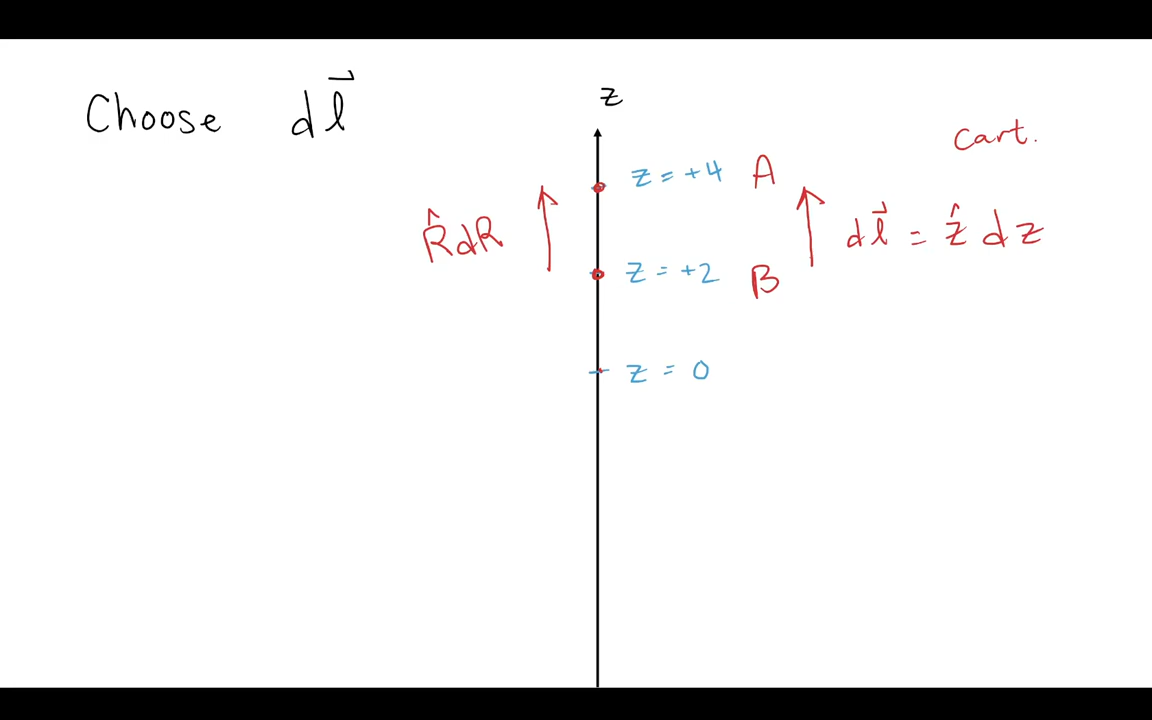 Choose d𝑙⃗
z
Cart.
z = +4 A
R̂dR
d𝑙⃗ = ẑ dz
z = +2 B
z = 0